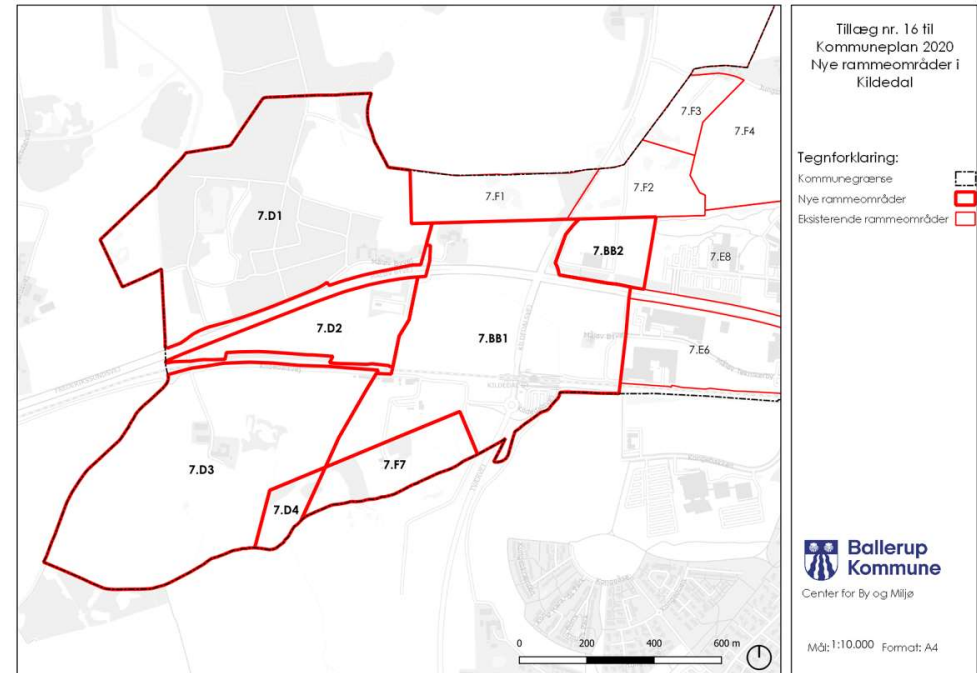 Tillæg nr. 16 til
Kommuneplan 2020
Nye rammeområder i
Kildedal
Tegnforklaring:
Kommunegrænse
Nye rammeområder
Eksisterende rammeområder
7.F3
7.F4
7.F1
7.F2
7.D1
7.BB2
7.E8
7.D2
7.BB1
7.E6
KILDEDAL
7.D3
7.F7
7.D4
0 200 400 600 m
Ballerup
Kommune
Center for By og Miljø
Mål: 1:10.000 Format: A4